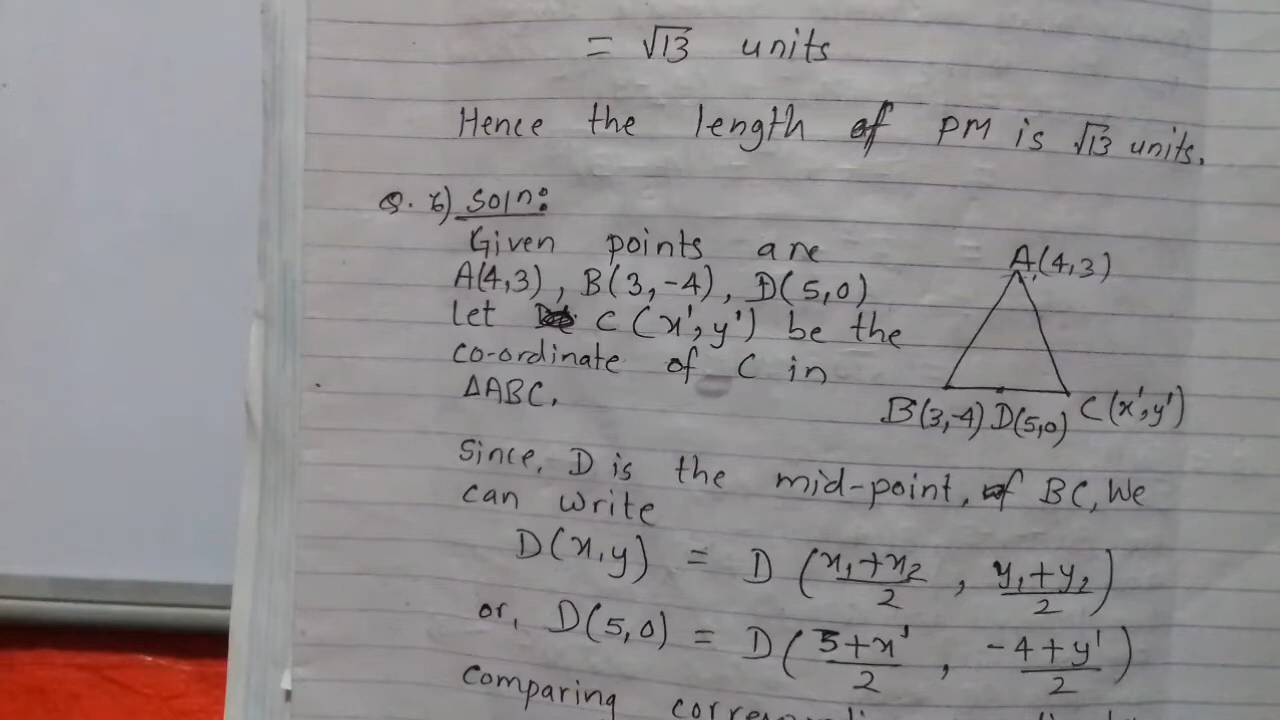 = √13 units
Hence the length of PM is √13 units.
Q. 6) Soln:
Given points are
A(4,3), B(3,-4), D(5,0)
Let C (x', y') be the
co-ordinate of C in
ΔABC.
A(4,3)
B(3,-4) D(5,0) C(x',y')
Since, D is the mid-point, of BC, We
can write
D(x,y) = D (x₁+x₂/2 , y₁+y₂/2)
or, D(5,0) = D(3+x'/2 , -4+y'/2)
comparing